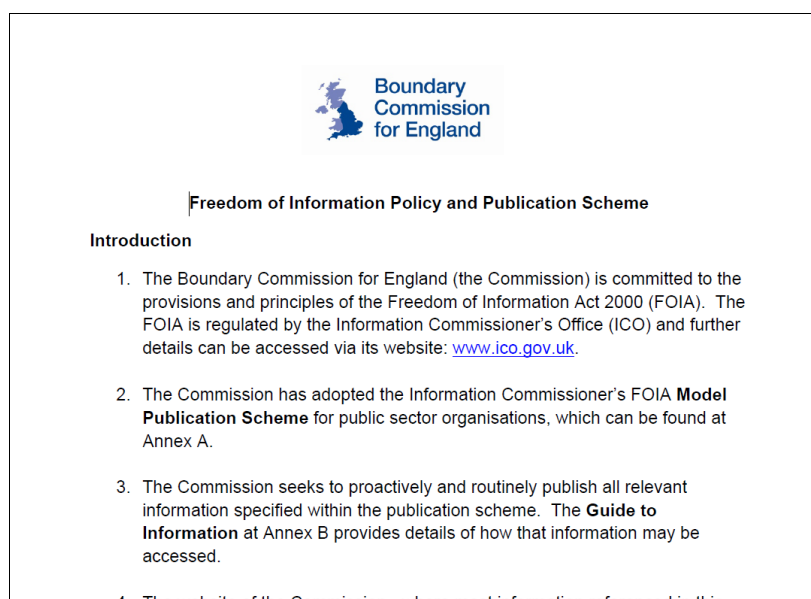 Boundary
Commission
for England
Freedom of Information Policy and Publication Scheme
Introduction
1. The Boundary Commission for England (the Commission) is committed to the
provisions and principles of the Freedom of Information Act 2000 (FOIA).  The
FOIA is regulated by the Information Commissioner's Office (ICO) and further
details can be accessed via its website: www.ico.gov.uk.
2. The Commission has adopted the Information Commissioner's FOIA Model
Publication Scheme for public sector organisations, which can be found at
Annex A.
3. The Commission seeks to proactively and routinely publish all relevant
information specified within the publication scheme.  The Guide to
Information at Annex B provides details of how that information may be
accessed.